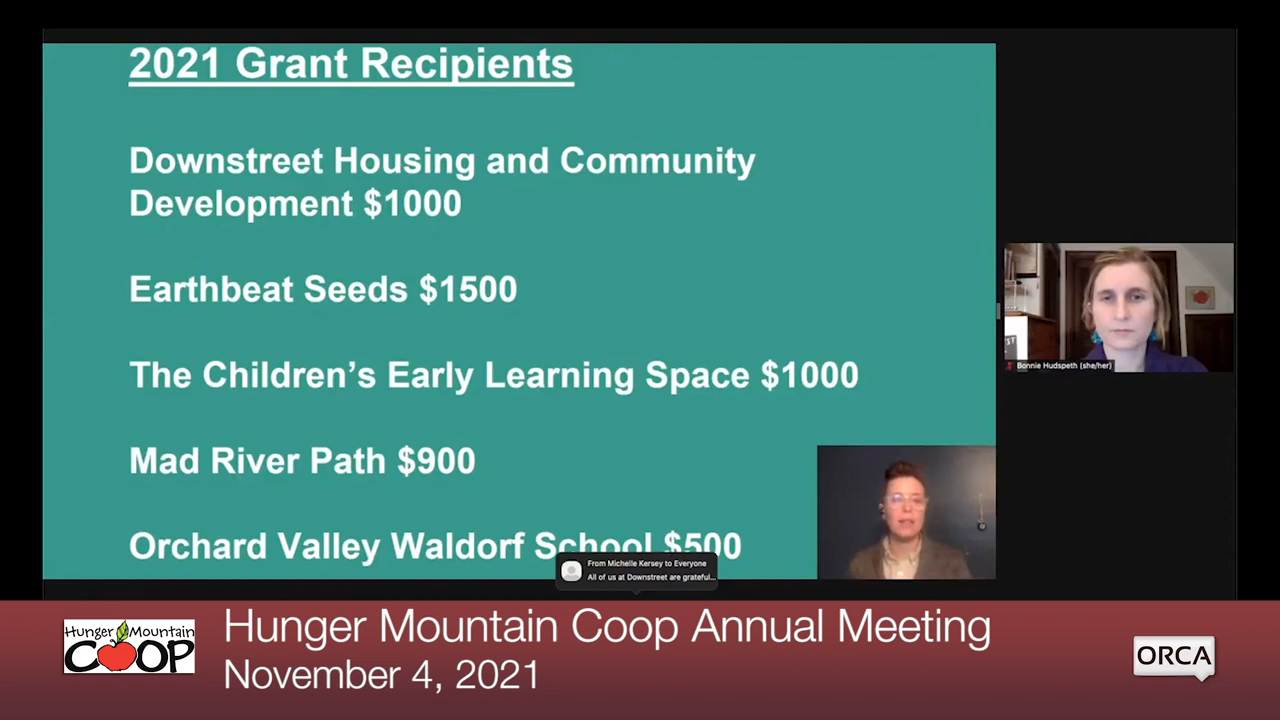 2021 Grant Recipients
Downstreet Housing and Community
Development $1000
Earthbeat Seeds $1500
The Children's Early Learning Space $1000
Mad River Path $900
Orchard Valley Waldorf School $500
From Michelle Kersey to Everyone
All of us at Downstreet are grateful...
Bonnie Hudspeth (she/her)
Hunger Mountain
COOP
Hunger Mountain Coop Annual Meeting
November 4, 2021
ORCA